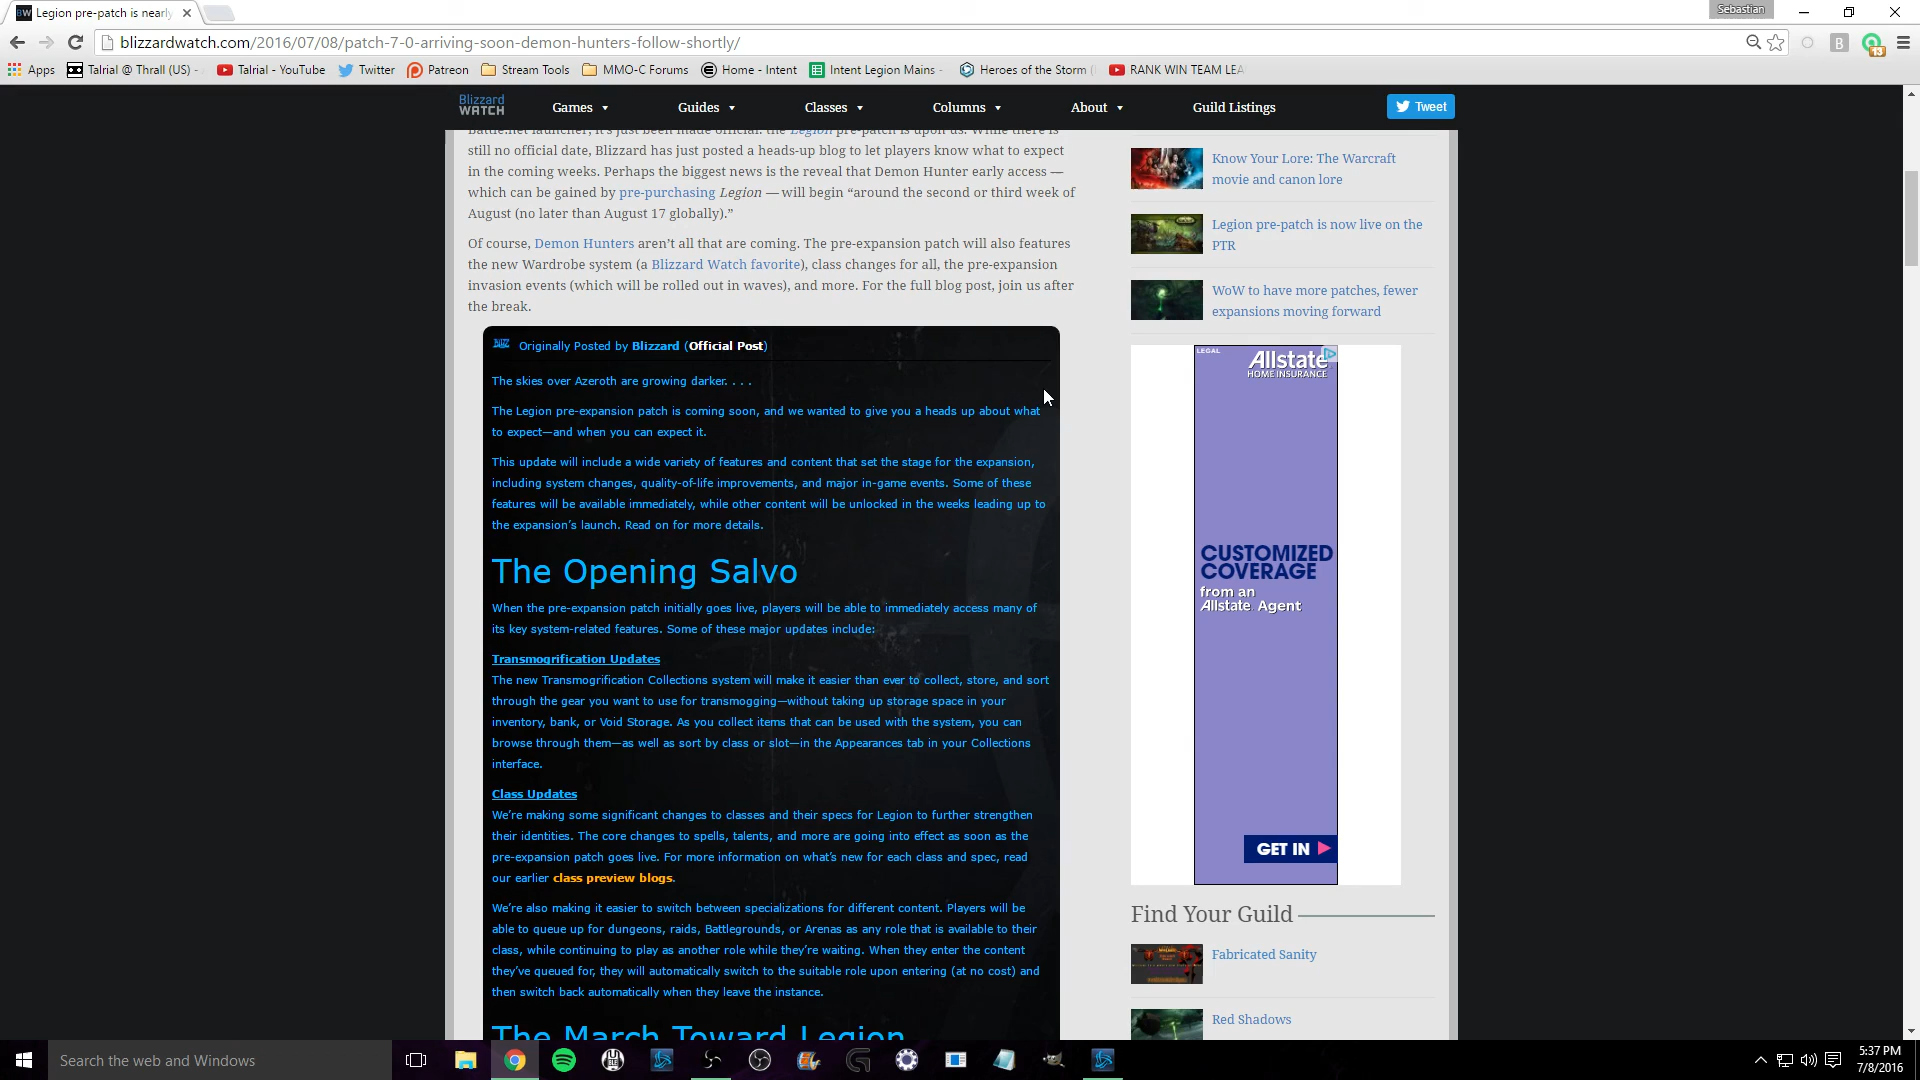 Legion pre-patch is nearly
Sebastian
blizzardwatch.com/2016/07/08/patch-7-0-arriving-soon-demon-hunters-follow-shortly/
Apps
Talrial @ Thrall (US) -
Talrial - YouTube
Twitter
Patreon
Stream Tools
MMO-C Forums
Home - Intent
Intent Legion Mains -
Heroes of the Storm
RANK WIN TEAM LEA
Blizzard
WATCH
Games
Guides
Classes
Columns
About
Guild Listings
Tweet
Battle.net launcher, it's just been made official: the Legion pre-patch is upon us. While there is
still no official date, Blizzard has just posted a heads-up blog to let players know what to expect
in the coming weeks. Perhaps the biggest news is the reveal that Demon Hunter early access —
which can be gained by pre-purchasing Legion — will begin “around the second or third week of
August (no later than August 17 globally).”
Of course, Demon Hunters aren’t all that are coming. The pre-expansion patch will also features
the new Wardrobe system (a Blizzard Watch favorite), class changes for all, the pre-expansion
invasion events (which will be rolled out in waves), and more. For the full blog post, join us after
the break.
Originally Posted by Blizzard (Official Post)
The skies over Azeroth are growing darker. . . .
The Legion pre-expansion patch is coming soon, and we wanted to give you a heads up about what
to expect—and when you can expect it.
This update will include a wide variety of features and content that set the stage for the expansion,
including system changes, quality-of-life improvements, and major in-game events. Some of these
features will be available immediately, while other content will be unlocked in the weeks leading up to
the expansion’s launch. Read on for more details.
The Opening Salvo
When the pre-expansion patch initially goes live, players will be able to immediately access many of
its key system-related features. Some of these major updates include:
Transmogrification Updates
The new Transmogrification Collections system will make it easier than ever to collect, store, and sort
through the gear you want to use for transmogging—without taking up storage space in your
inventory, bank, or Void Storage. As you collect items that can be used with the system, you can
browse through them—as well as sort by class or slot—in the Appearances tab in your Collections
interface.
Class Updates
We’re making some significant changes to classes and their specs for Legion to further strengthen
their identities. The core changes to spells, talents, and more are going into effect as soon as the
pre-expansion patch goes live. For more information on what’s new for each class and spec, read
our earlier class preview blogs.
We’re also making it easier to switch between specializations for different content. Players will be
able to queue up for dungeons, raids, Battlegrounds, or Arenas as any role that is available to their
class, while continuing to play as another role while they’re waiting. When they enter the content
they’ve queued for, they will automatically switch to the suitable role upon entering (at no cost) and
then switch back automatically when they leave the instance.
The March Toward Legion
Know Your Lore: The Warcraft
movie and canon lore
Legion pre-patch is now live on the
PTR
WoW to have more patches, fewer
expansions moving forward
LEGAL
Allstate
HOME INSURANCE
CUSTOMIZED
COVERAGE
from an
Allstate Agent
GET IN
Find Your Guild
Fabricated Sanity
Red Shadows
Search the web and Windows
5:37 PM
7/8/2016